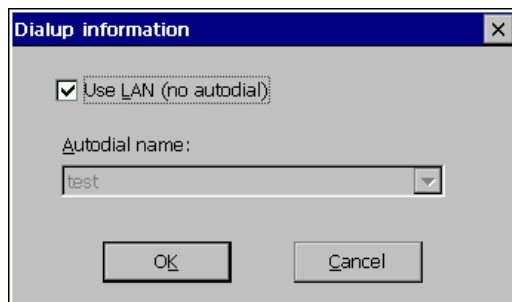 Dialup information
Use LAN (no autodial)
Autodial name:
test
OK
Cancel